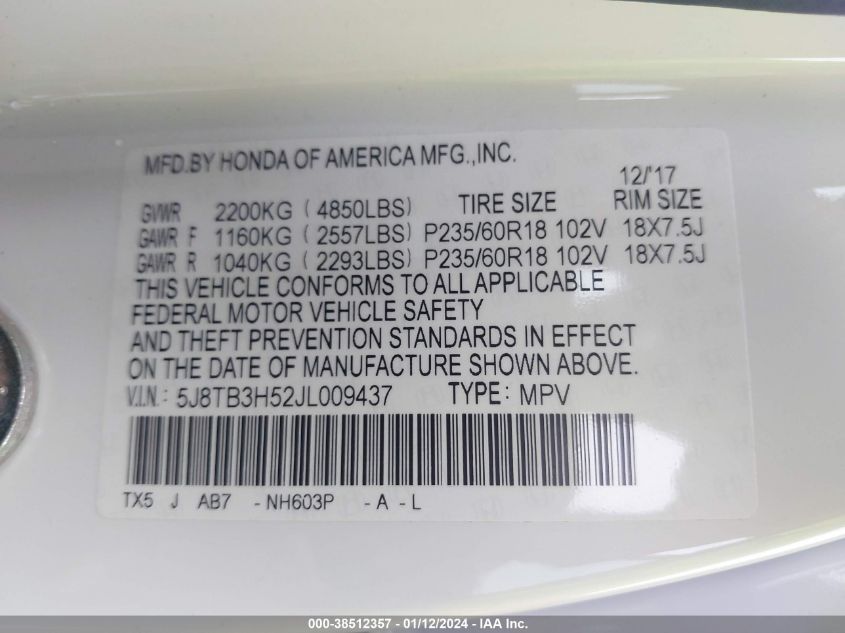 MFD.BY HONDA OF AMERICA MFG.,INC.
12/'17
GVWR 2200KG ( 4850LBS) TIRE SIZE RIM SIZE
GAWR F 1160KG ( 2557LBS) P235/60R18 102V 18X7.5J
GAWR R 1040KG ( 2293LBS) P235/60R18 102V 18X7.5J
THIS VEHICLE CONFORMS TO ALL APPLICABLE
FEDERAL MOTOR VEHICLE SAFETY
AND THEFT PREVENTION STANDARDS IN EFFECT
ON THE DATE OF MANUFACTURE SHOWN ABOVE.
V.I.N.: 5J8TB3H52JL009437 TYPE: MPV
TX5 J AB7 -NH603P -A -L
000-38512357 - 01/12/2024 - IAA Inc.